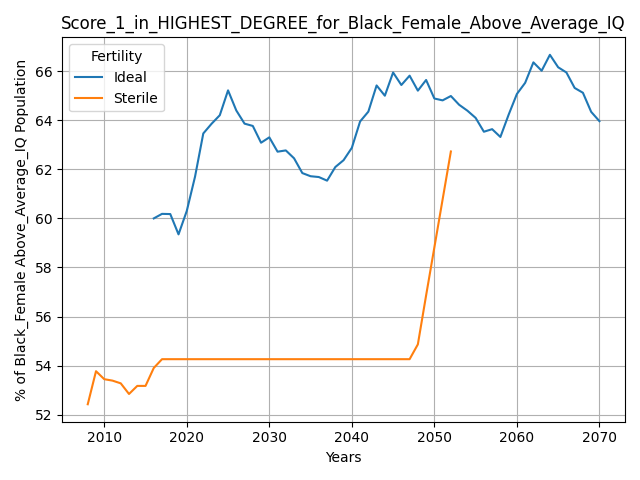 Score_1_in_HIGHEST_DEGREE_for_Black_Female_Above_Average_IQ
Fertility
Ideal
Sterile
% of Black_Female Above_Average_IQ Population
66
64
62
60
58
56
54
52
2010 2020 2030 2040 2050 2060 2070
Years